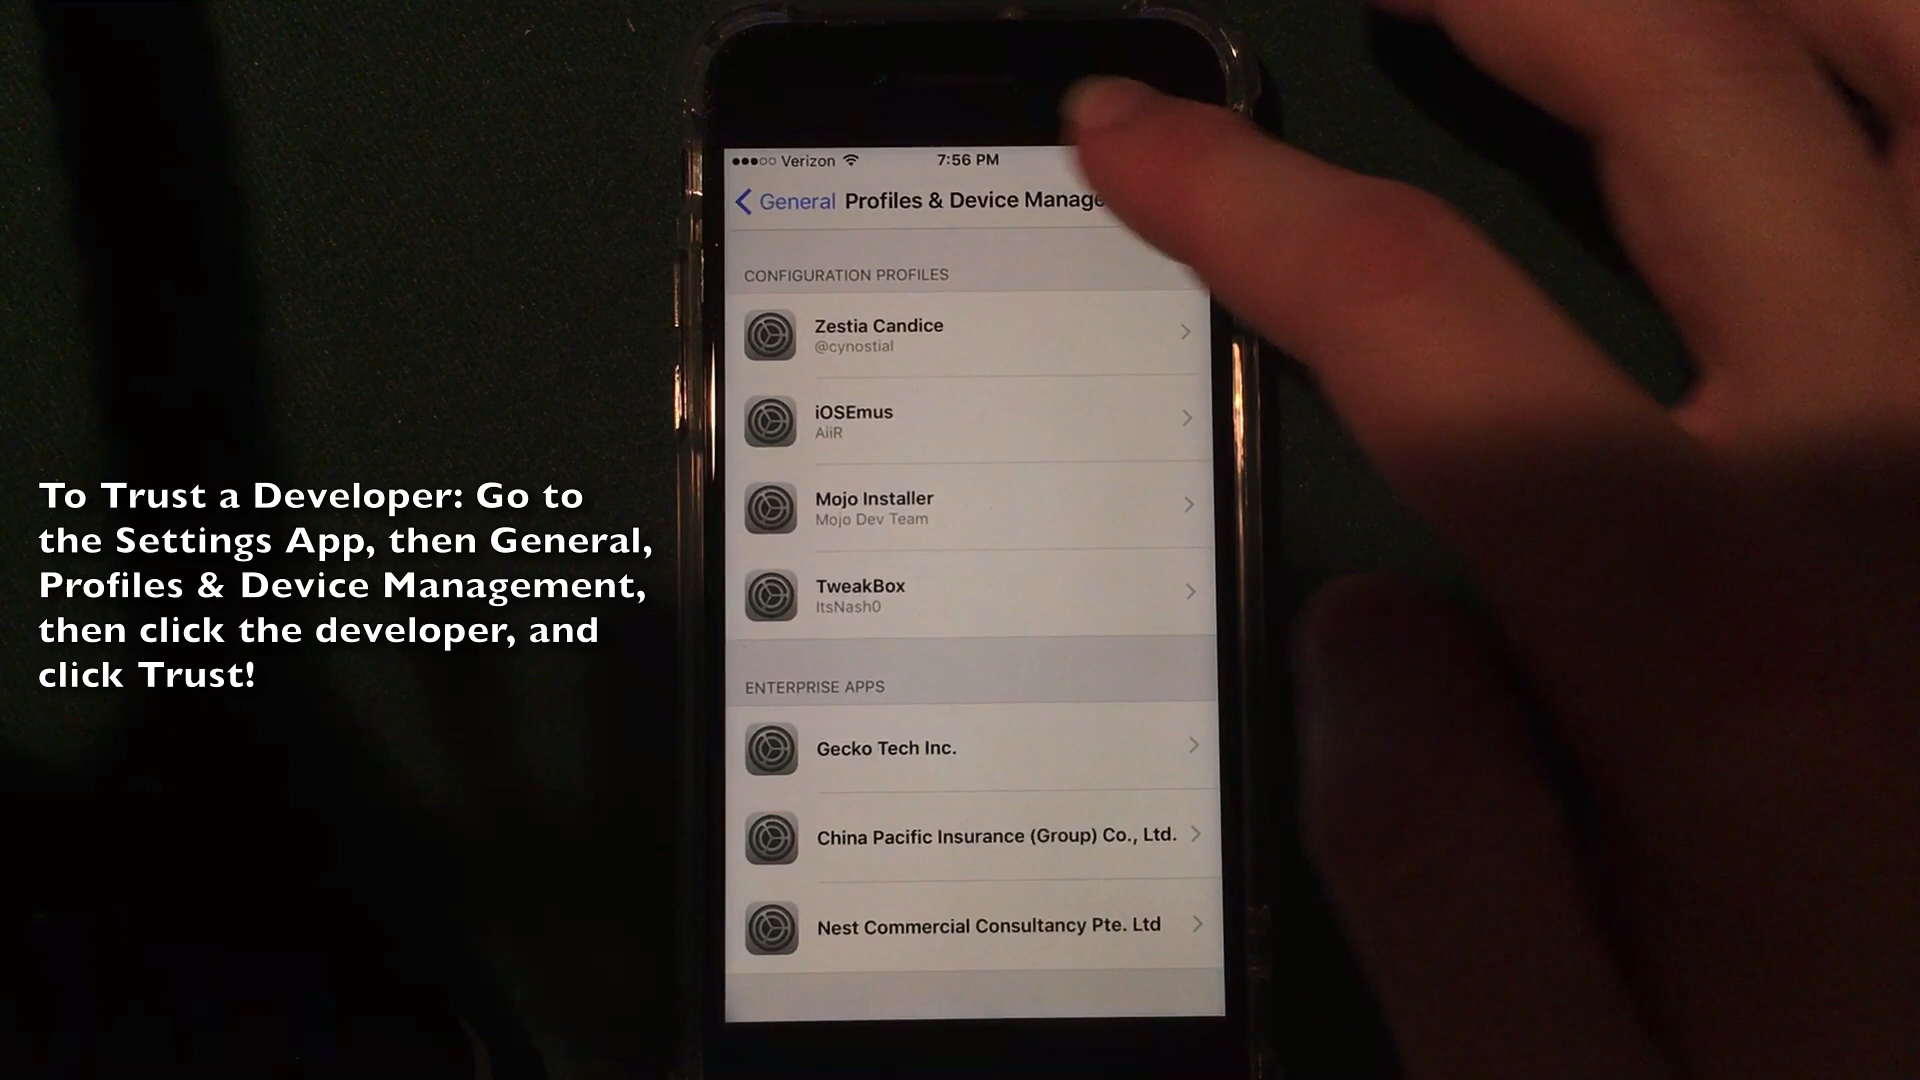 Verizon 7:56 PM
General Profiles & Device Manage
CONFIGURATION PROFILES
Zestia Candice
@cynostial
iOSEmus
AiiR
Mojo Installer
Mojo Dev Team
TweakBox
ItsNash0
ENTERPRISE APPS
Gecko Tech Inc.
China Pacific Insurance (Group) Co., Ltd.
Nest Commercial Consultancy Pte. Ltd
To Trust a Developer: Go to
the Settings App, then General,
Profiles & Device Management,
then click the developer, and
click Trust!